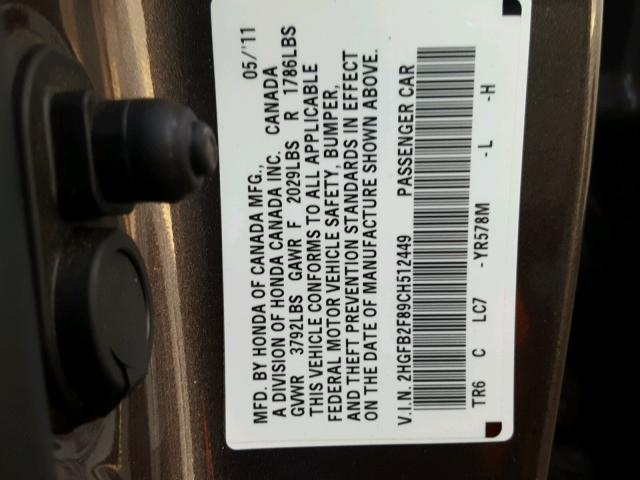 MFD. BY HONDA OF CANADA MFG., 05/'11
A DIVISION OF HONDA CANADA INC. CANADA
GVWR 3792LBS GAWR F 2029LBS R 1786LBS
THIS VEHICLE CONFORMS TO ALL APPLICABLE
FEDERAL MOTOR VEHICLE SAFETY, BUMPER,
AND THEFT PREVENTION STANDARDS IN EFFECT
ON THE DATE OF MANUFACTURE SHOWN ABOVE.
V.I.N. 2HGFB2F89CH512449 PASSENGER CAR
TR6 C LC7 -YR578M -L -H